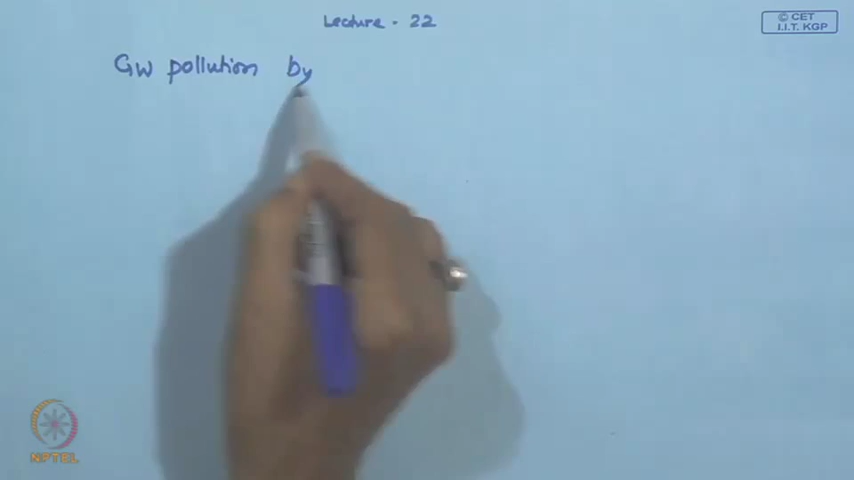 Lecture - 22
© CET
I.I.T. KGP
GW pollution by
NPTEL